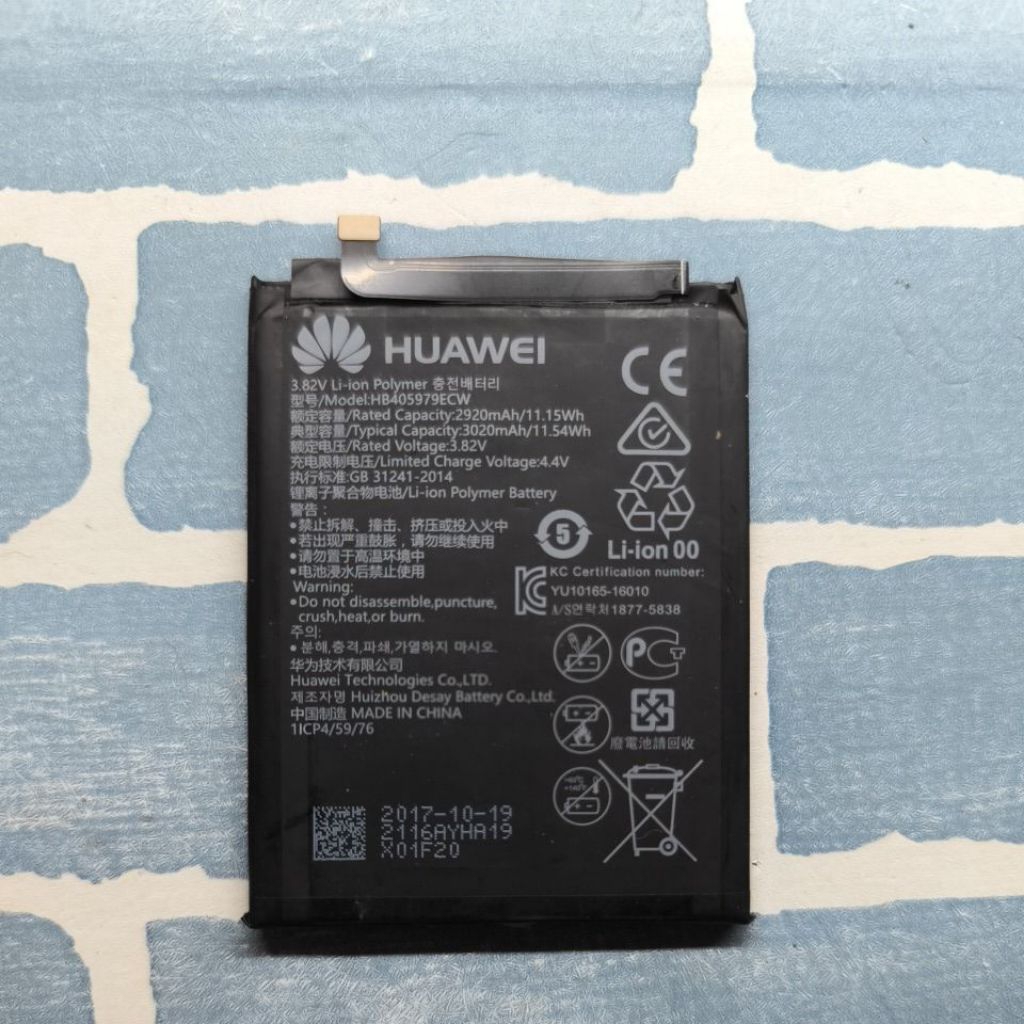 HUAWEI
3.82V Li-ion Polymer 충전배터리
型号/Model:HB405979ECW
额定容量/Rated Capacity:2920mAh/11.15Wh
典型容量/Typical Capacity:3020mAh/11.54Wh
额定电压/Rated Voltage:3.82V
充电限制电压/Limited Charge Voltage:4.4V
执行标准:GB 31241-2014
锂离子聚合物电池/Li-ion Polymer Battery
警告:
•禁止拆解、撞击、挤压或投入火中
•若出现严重鼓胀，请勿继续使用
•请勿置于高温环境中
•电池浸水后禁止使用
Warning:
•Do not disassemble,puncture,
crush,heat,or burn.
주의:
•분해,충격,파쇄,가열하지 마시오.
华为技术有限公司
Huawei Technologies Co.,LTD.
제조자명 Huizhou Desay Battery Co.,Ltd.
中国制造 MADE IN CHINA
1ICP4/59/76
CE
5
Li-ion 00
KC Certification number:
YU10165-16010
A/S연락처1877-5838
廢電池請回收
2017-10-19
2116AYHA19
X01F20